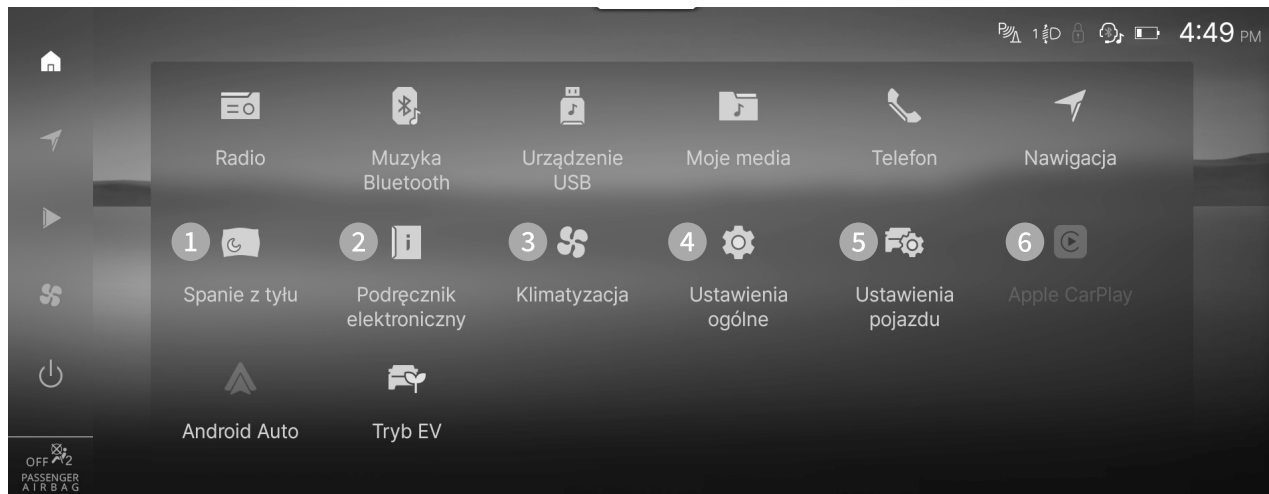 4:49 PM
Radio
Muzyka
Bluetooth
Urządzenie
USB
Moje media
Telefon
Nawigacja
1
Spanie z tyłu
2
Podręcznik
elektroniczny
3
Klimatyzacja
4
Ustawienia
ogólne
5
Ustawienia
pojazdu
6
Apple CarPlay
Android Auto
Tryb EV
OFF 2
PASSENGER
AIRBAG